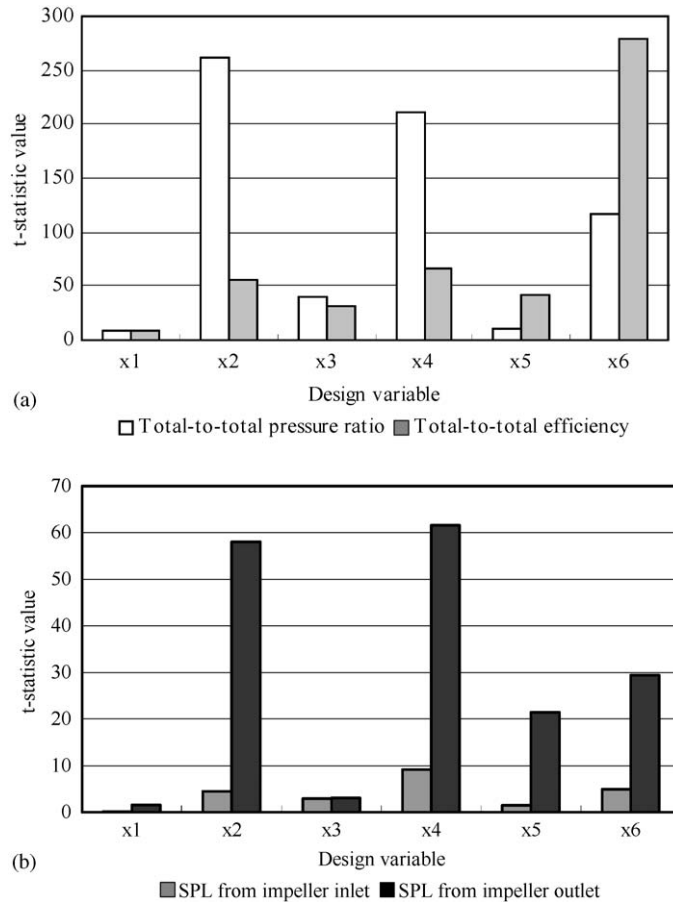 300
250
200
150
100
50
0
t-statistic value
x1 x2 x3 x4 x5 x6
Design variable
(a)
Total-to-total pressure ratio Total-to-total efficiency
70
60
50
40
30
20
10
0
t-statistic value
x1 x2 x3 x4 x5 x6
Design variable
(b)
SPL from impeller inlet SPL from impeller outlet